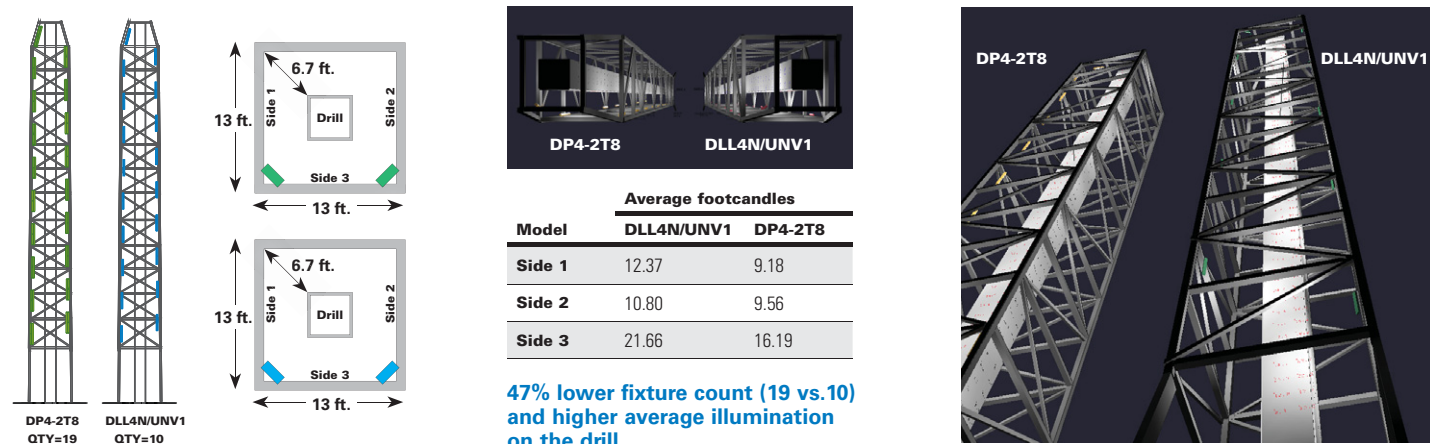 DP4-2T8
QTY=19
DLL4N/UNV1
QTY=10
13 ft.
6.7 ft.
Side 1
Side 2
Drill
Side 3
13 ft.
13 ft.
6.7 ft.
Side 1
Side 2
Drill
Side 3
13 ft.
DP4-2T8
DLL4N/UNV1
Average footcandles
Model DLL4N/UNV1 DP4-2T8
Side 1 12.37 9.18
Side 2 10.80 9.56
Side 3 21.66 16.19
47% lower fixture count (19 vs.10)
and higher average illumination
on the drill
DP4-2T8
DLL4N/UNV1